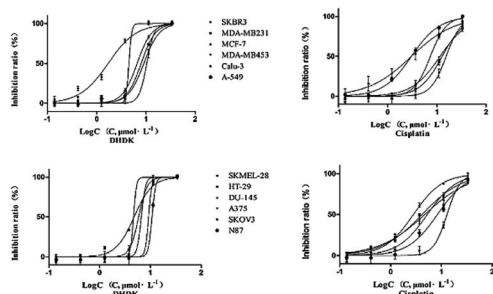 Inhibition ratio (%)
100
50
0
-1
0
1
2
LogC (C, μmol· L⁻¹)
DHDK
SKBR3
MDA-MB231
MCF-7
MDA-MB453
Calu-3
A-549
Inhibition ratio (%)
100
50
0
-1
0
1
2
LogC (C, μmol· L⁻¹)
Cisplatin
Inhibition ratio (%)
100
50
0
-1
0
1
2
LogC (C, μmol· L⁻¹)
DHDK
SKMEL-28
HT-29
DU-145
A375
SKOV3
N87
Inhibition ratio (%)
100
50
0
-1
0
1
2
LogC (C, μmol· L⁻¹)
Cisplatin